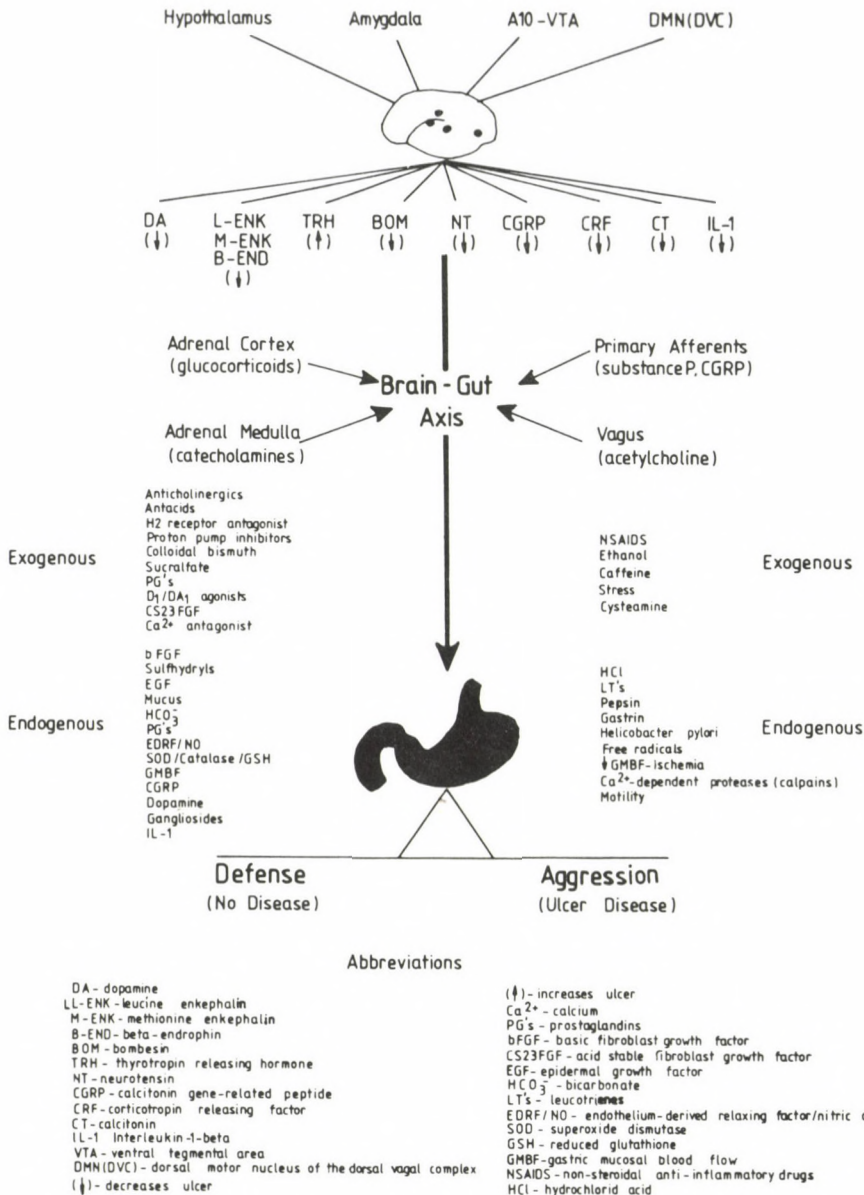 Hypothalamus Amygdala A10-VTA DMN(DVC)
DA L-ENK TRH BOM NT CGRP CRF CT IL-1
(↓) M-ENK (↑) (↓) (↓) (↓) (↓) (↓) (↓)
B-END
(↓)
Adrenal Cortex
(glucocorticoids)
Primary Afferents
(substance P, CGRP)
Brain-Gut
Axis
Adrenal Medulla
(catecholamines)
Vagus
(acetylcholine)
Exogenous
Anticholinergics
Antacids
H2 receptor antagonist
Proton pump inhibitors
Colloidal bismuth
Sucralfate
PG's
D1/DA1 agonists
CS23FGF
Ca2+ antagonist
NSAIDS
Ethanol
Caffeine
Stress
Cysteamine
Exogenous
Endogenous
bFGF
Sulfhydryls
EGF
Mucus
HCO3-
PG's
EDRF/NO
SOD/Catalase/GSH
GMBF
CGRP
Dopamine
Gangliosides
IL-1
HCl
LT's
Pepsin
Gastrin
Helicobacter pylori
Free radicals
↓GMBF-ischemia
Ca2+-dependent proteases (calpains)
Motility
Endogenous
Defense
(No Disease)
Aggression
(Ulcer Disease)
Abbreviations
DA - dopamine
LL-ENK - leucine enkephalin
M-ENK - methionine enkephalin
B-END - beta-endrophin
BOM - bombesin
TRH - thyrotropin releasing hormone
NT - neurotensin
CGRP - calcitonin gene-related peptide
CRF - corticotropin releasing factor
CT - calcitonin
IL-1 Interleukin-1-beta
VTA - ventral tegmental area
DMN(DVC) - dorsal motor nucleus of the dorsal vagal complex
(↓) - decreases ulcer
(↑) - increases ulcer
Ca2+ - calcium
PG's - prostaglandins
bFGF - basic fibroblast growth factor
CS23FGF - acid stable fibroblast growth factor
EGF - epidermal growth factor
HCO3- - bicarbonate
LT's - leucotrienes
EDRF/NO - endothelium-derived relaxing factor/nitric
SOD - superoxide dismutase
GSH - reduced glutathione
GMBF - gastric mucosal blood flow
NSAIDS - non-steroidal anti-inflammatory drugs
HCl - hydrochlorid acid